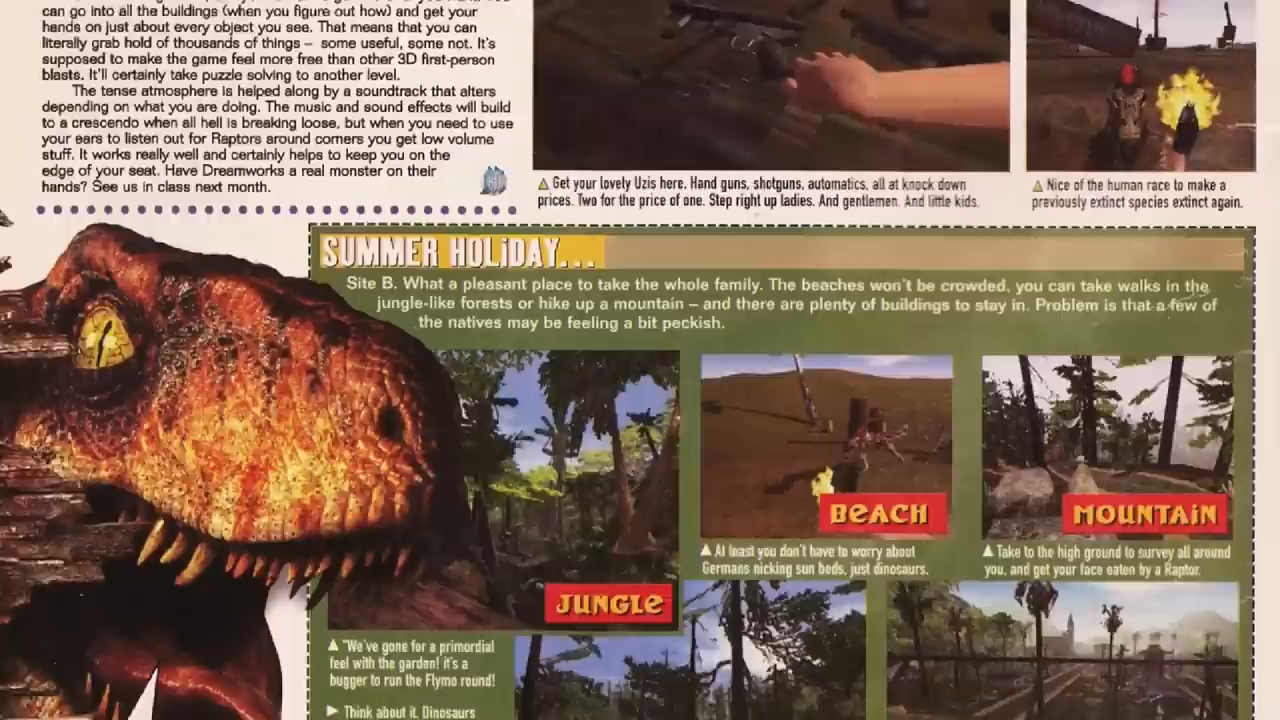 can go into all the buildings (when you figure out how) and get your
hands on just about every object you see. That means that you can
literally grab hold of thousands of things – some useful, some not. It's
supposed to make the game feel more free than other 3D first-person
blasts. It'll certainly take puzzle solving to another level.
The tense atmosphere is helped along by a soundtrack that alters
depending on what you are doing. The music and sound effects will build
to a crescendo when all hell is breaking loose, but when you need to use
your ears to listen out for Raptors around corners you get low volume
stuff. It works really well and certainly helps to keep you on the
edge of your seat. Have Dreamworks a real monster on their
hands? See us in class next month.
▲ Get your lovely Uzis here. Hand guns, shotguns, automatics, all at knock down
prices. Two for the price of one. Step right up ladies. And gentlemen. And little kids.
▲ Nice of the human race to make a
previously extinct species extinct again.
SUMMER HOLiDAY...
Site B. What a pleasant place to take the whole family. The beaches won't be crowded, you can take walks in the
jungle-like forests or hike up a mountain – and there are plenty of buildings to stay in. Problem is that a few of
the natives may be feeling a bit peckish.
JUNGLE
▲ "We've gone for a primordial
feel with the garden! it's a
bugger to run the Flymo round!
▶ Think about it. Dinosaurs
BEACH
▲ At least you don't have to worry about
Germans nicking sun beds, just dinosaurs.
MOUNTAiN
▲ Take to the high ground to survey all around
you, and get your face eaten by a Raptor.